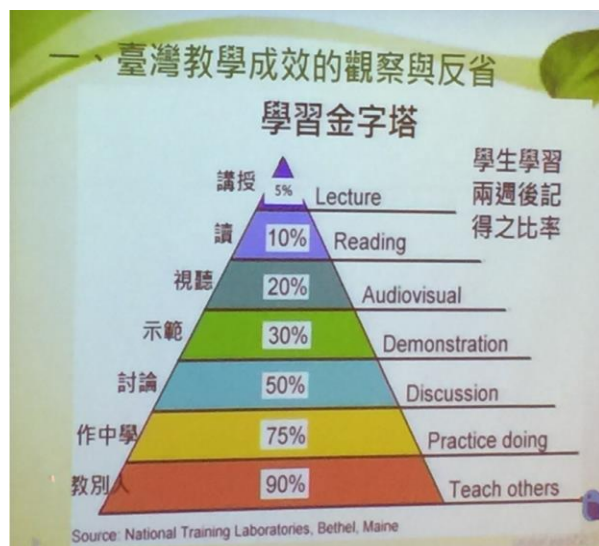 一、臺灣教學成效的觀察與反省
學習金字塔
學生學習
兩週後記
得之比率
講授 5% Lecture
讀 10% Reading
視聽 20% Audiovisual
示範 30% Demonstration
討論 50% Discussion
作中學 75% Practice doing
教別人 90% Teach others
Source: National Training Laboratories, Bethel, Maine